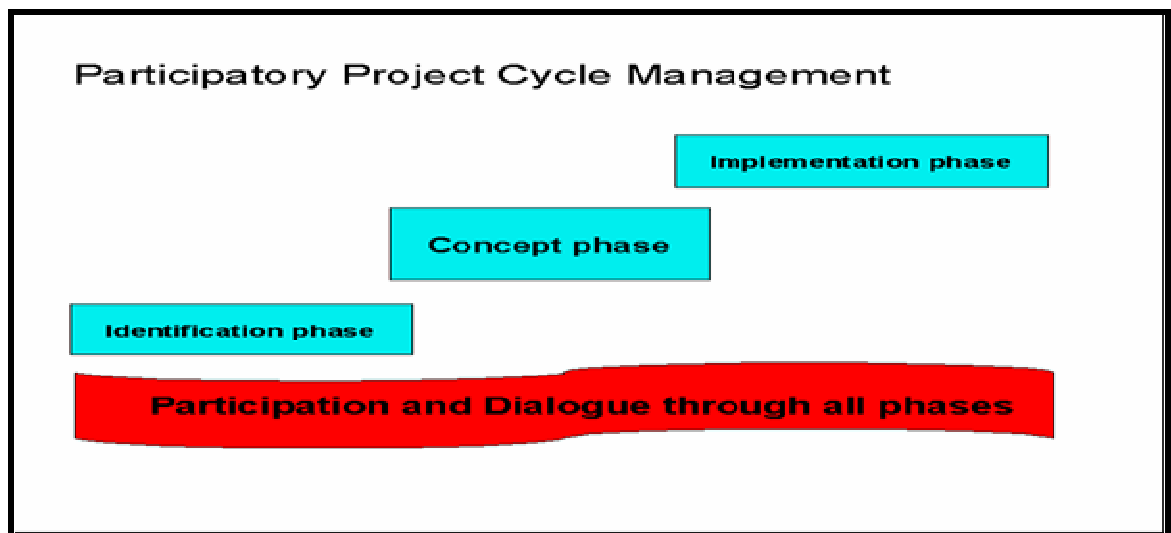 Participatory Project Cycle Management
Implementation phase
Concept phase
Identification phase
Participation and Dialogue through all phases